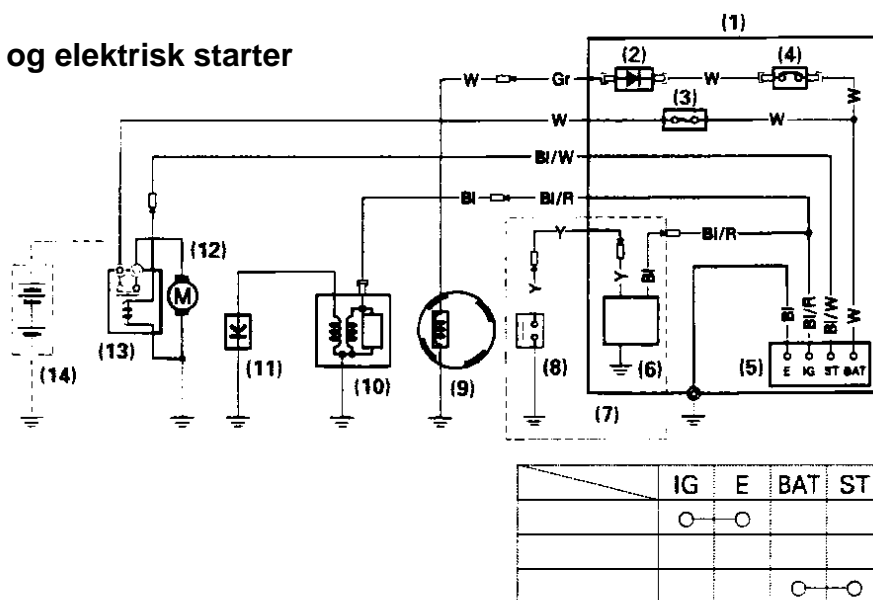 (1)
og elektrisk starter
(2)
(4)
W
Gr
W
W
(3)
W
W
Bl/W
Bl
Bl/R
(12)
Y
Bl/R
Y
Y
Bl
M
Bl
Bl/R
Bl/W
W
(13)
(14)
(11)
(10)
(9)
(8)
(6)
(5)
E
IG
ST
BAT
(7)
IG
E
BAT
ST